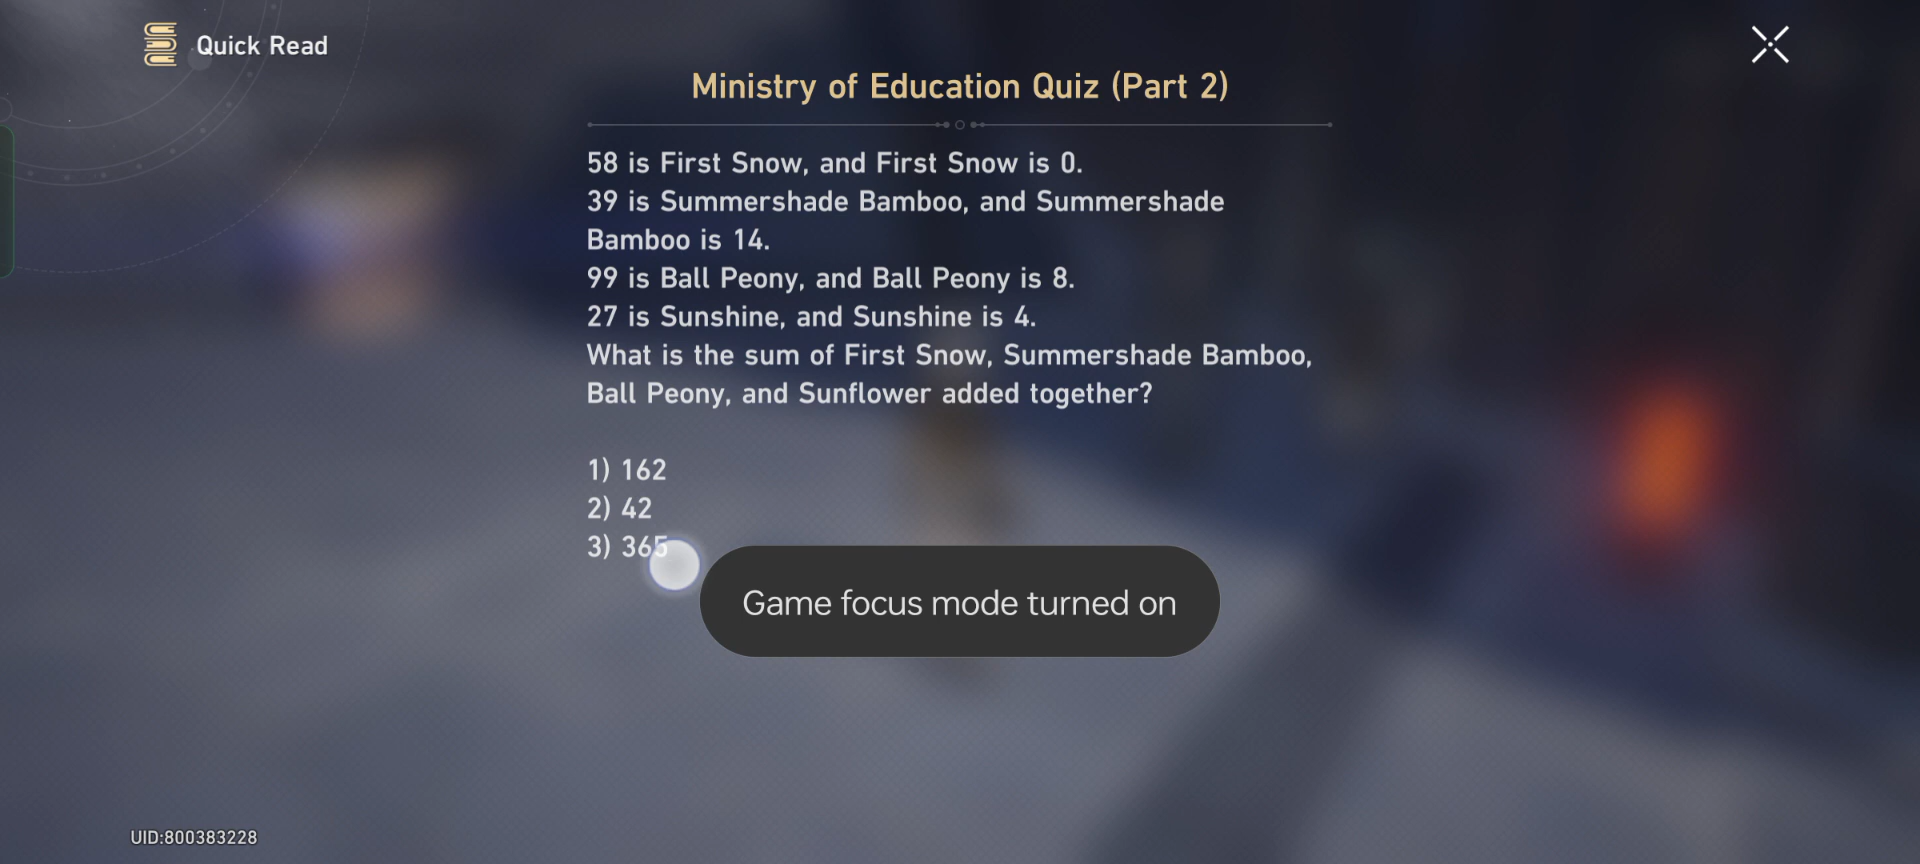 Quick Read
Ministry of Education Quiz (Part 2)
58 is First Snow, and First Snow is 0.
39 is Summershade Bamboo, and Summershade
Bamboo is 14.
99 is Ball Peony, and Ball Peony is 8.
27 is Sunshine, and Sunshine is 4.
What is the sum of First Snow, Summershade Bamboo,
Ball Peony, and Sunflower added together?
1) 162
2) 42
3) 365
Game focus mode turned on
UID:800383228